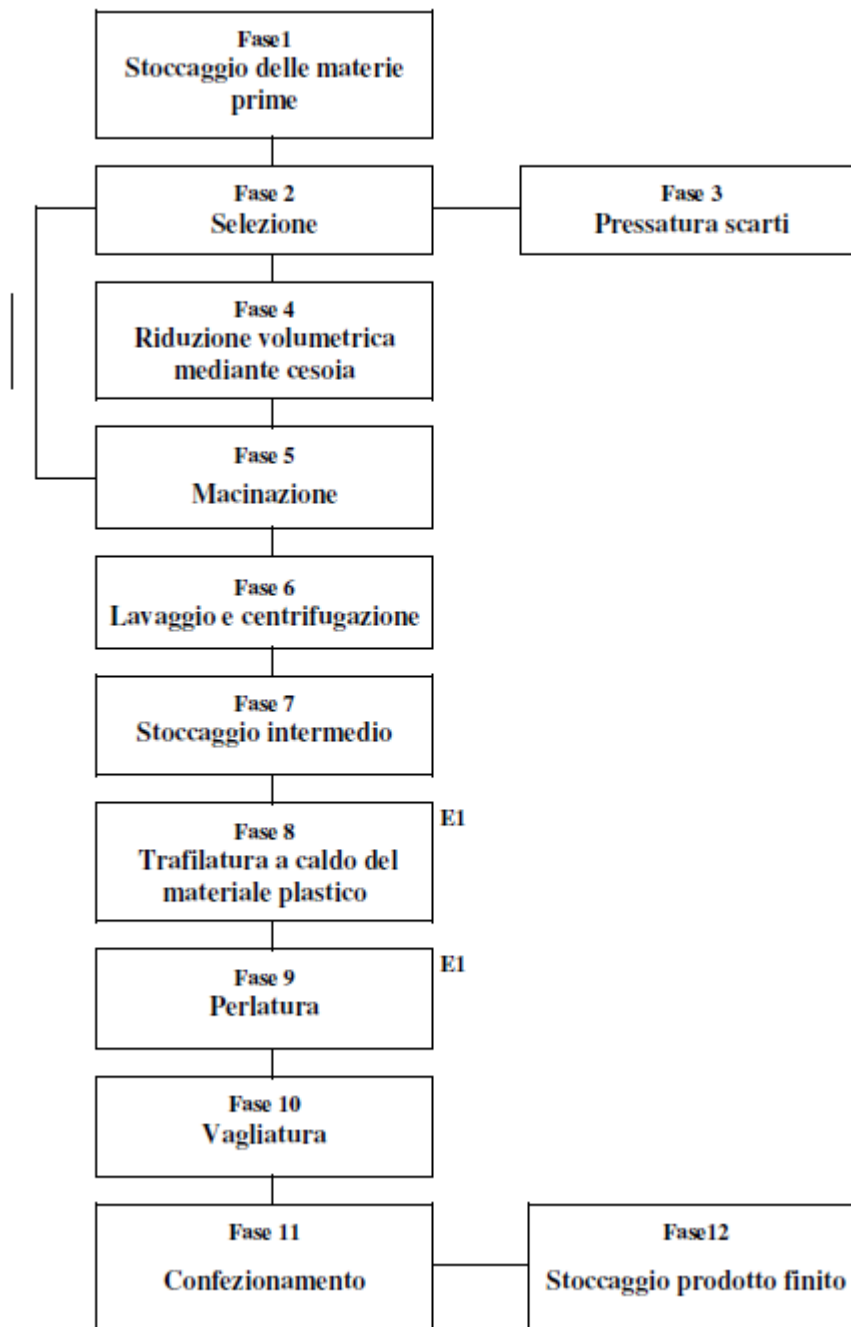 Fase1
Stoccaggio delle materie
prime
Fase 2
Selezione
Fase 3
Pressatura scarti
Fase 4
Riduzione volumetrica
mediante cesoia
Fase 5
Macinazione
Fase 6
Lavaggio e centrifugazione
Fase 7
Stoccaggio intermedio
Fase 8
Trafilatura a caldo del
materiale plastico
E1
Fase 9
Perlatura
E1
Fase 10
Vagliatura
Fase 11
Confezionamento
Fase12
Stoccaggio prodotto finito